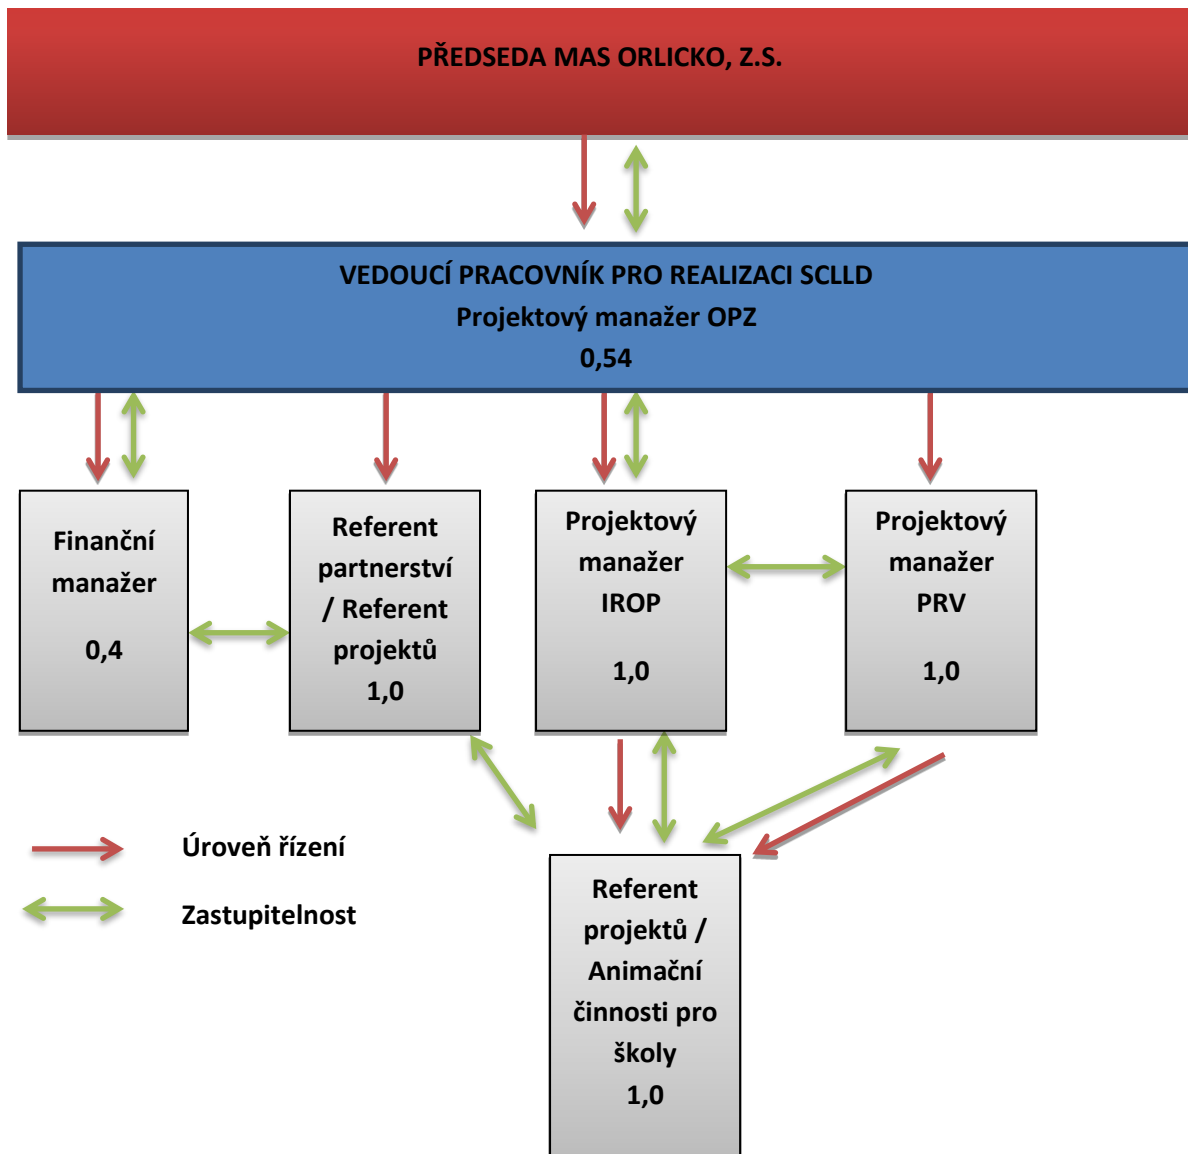 PŘEDSEDA MAS ORLICKO, Z.S.
VEDOUCÍ PRACOVNÍK PRO REALIZACI SCLLD
Projektový manažer OPZ
0,54
Finanční
manažer
0,4
Referent
partnerství
/ Referent
projektů
1,0
Projektový
manažer
IROP
1,0
Projektový
manažer
PRV
1,0
Úroveň řízení
Zastupitelnost
Referent
projektů /
Animační
činnosti pro
školy
1,0